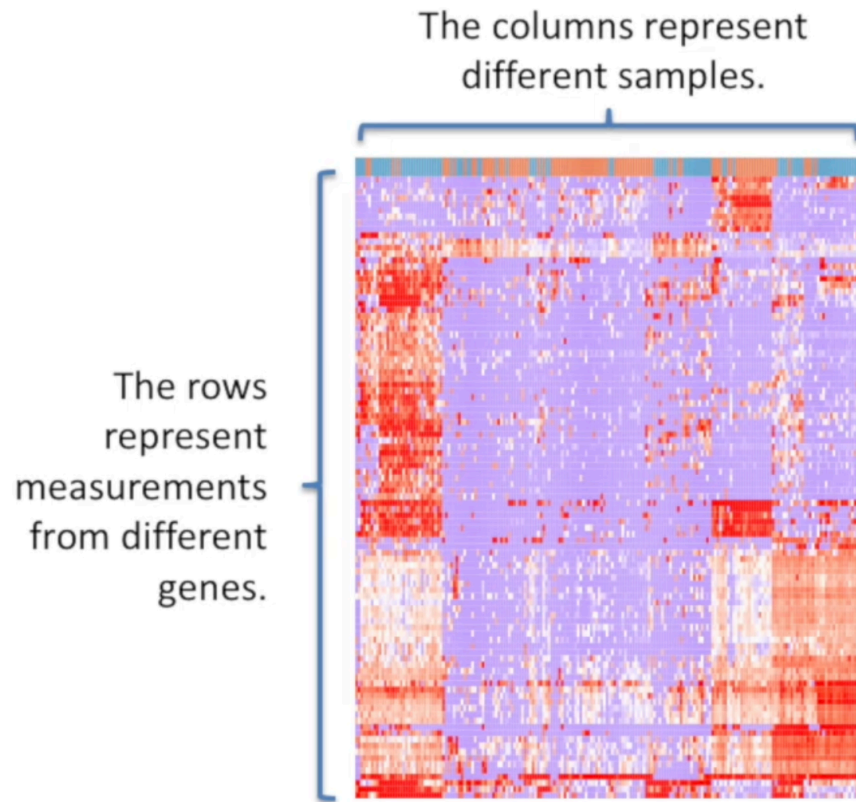 The columns represent
different samples.
The rows
represent
measurements
from different
genes.